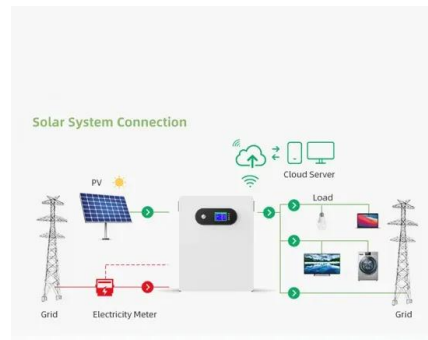 Solar System Connection
Cloud Server
PV
Load
Grid
Electricity Meter
Grid